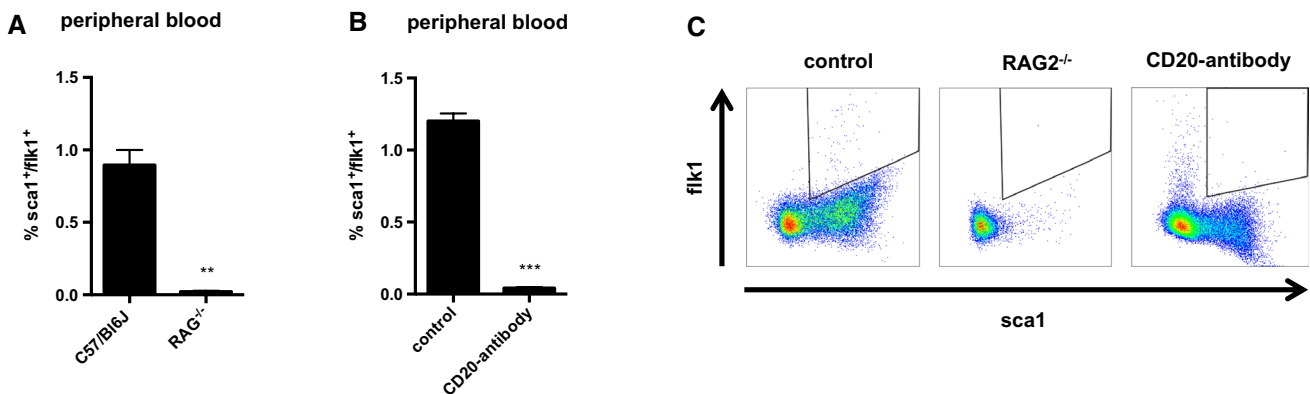 A
peripheral blood
% sca1⁺/flk1⁺
1.5
1.0
0.5
0.0
**
C57/Bl6J
RAG-/-
B
peripheral blood
% sca1⁺/flk1⁺
1.5
1.0
0.5
0.0
***
control
CD20-antibody
C
control
RAG2-/-
CD20-antibody
flk1
sca1